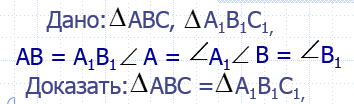 Дано: ΔABC, ΔA₁B₁C₁,
AB = A₁B₁∠ A = ∠A₁∠ B = ∠B₁
Доказать: ΔABC =ΔA₁B₁C₁,